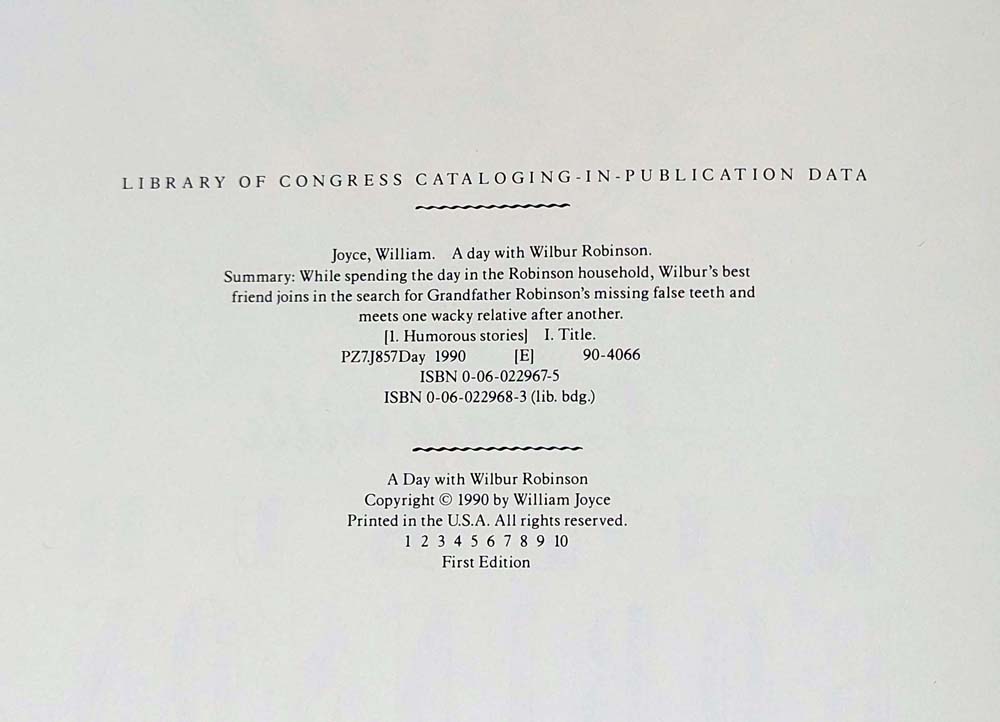 LIBRARY OF CONGRESS CATALOGING-IN-PUBLICATION DATA
Joyce, William. A day with Wilbur Robinson.
Summary: While spending the day in the Robinson household, Wilbur's best
friend joins in the search for Grandfather Robinson's missing false teeth and
meets one wacky relative after another.
[1. Humorous stories] I. Title.
PZ7.J857Day 1990 [E] 90-4066
ISBN 0-06-022967-5
ISBN 0-06-022968-3 (lib. bdg.)
A Day with Wilbur Robinson
Copyright © 1990 by William Joyce
Printed in the U.S.A. All rights reserved.
1 2 3 4 5 6 7 8 9 10
First Edition